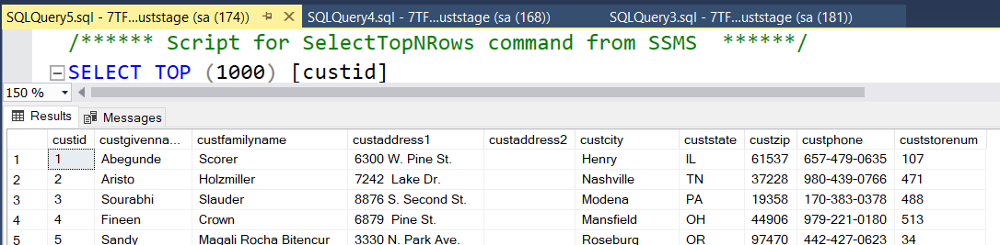 SQLQuery5.sql - 7TF...uststage (sa (174)) SQLQuery4.sql - 7TF...uststage (sa (168)) SQLQuery3.sql - 7TF...uststage (sa (181))
/****** Script for SelectTopNRows command from SSMS ******/
SELECT TOP (1000) [custid]
150 %
Results Messages
custid custgivenna... custfamilyname custaddress1 custaddress2 custcity custstate custzip custphone custstorenum
1 1 Abegunde Scorer 6300 W. Pine St. Henry IL 61537 657-479-0635 107
2 2 Aristo Holzmiller 7242 Lake Dr. Nashville TN 37228 980-439-0766 471
3 3 Sourabhi Slauder 8876 S. Second St. Modena PA 19358 170-383-0378 488
4 4 Fineen Crown 6879 Pine St. Mansfield OH 44906 979-221-0180 513
5 5 Sandy Magali Rocha Bitencur 3330 N. Park Ave. Roseburg OR 97470 442-427-0623 34